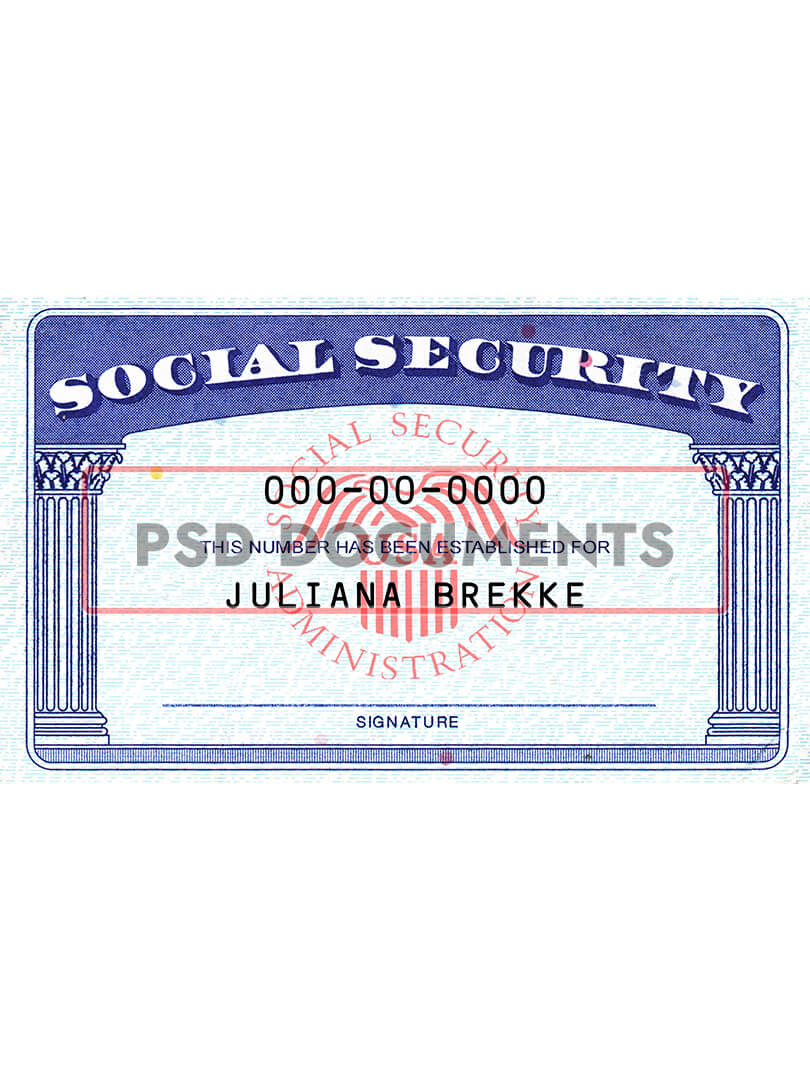 SOCIAL SECURITY
SOCIAL SECURITY
000-00-0000
PSD DOCUMENTS
THIS NUMBER HAS BEEN ESTABLISHED FOR
USA
JULIANA BREKKE
ADMINISTRATION
SIGNATURE